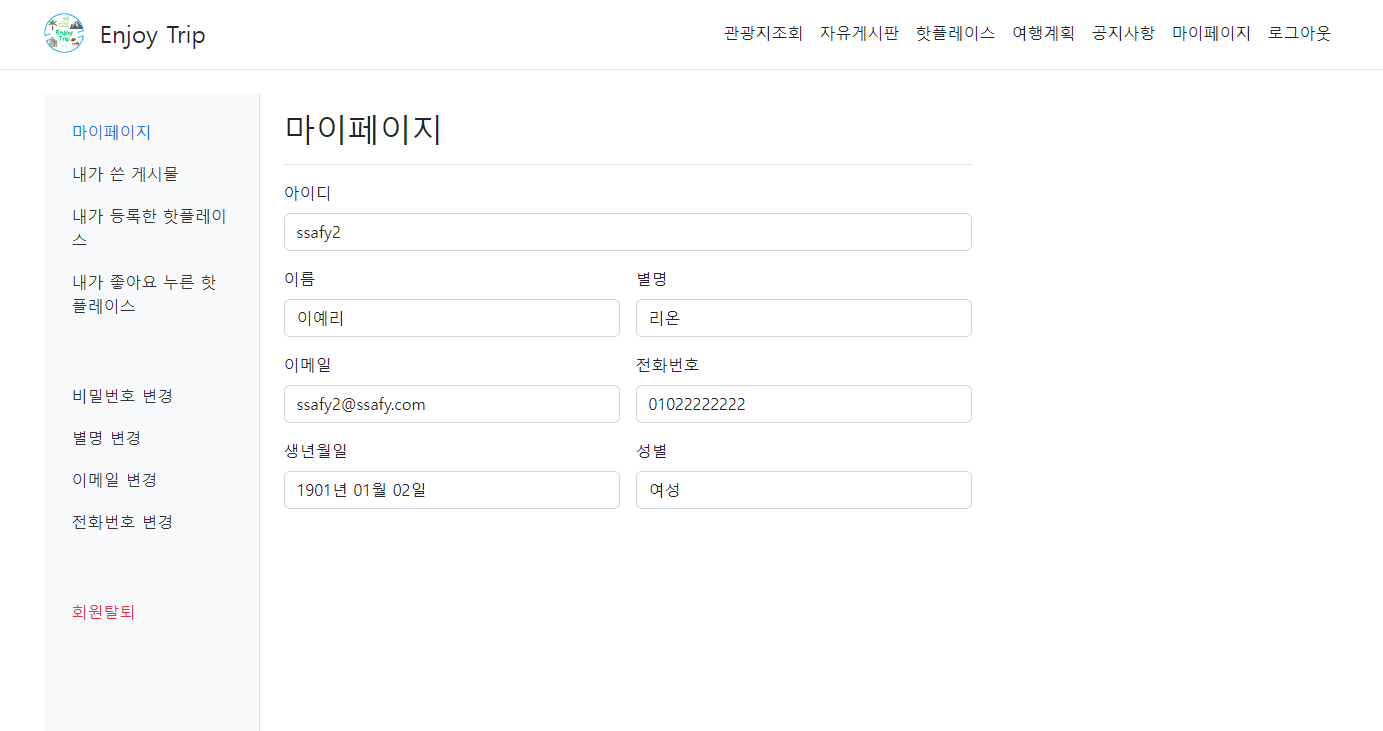 Enjoy Trip
Enjoy Trip
관광지조회 자유게시판 핫플레이스 여행계획 공지사항 마이페이지 로그아웃
마이페이지
내가 쓴 게시물
내가 등록한 핫플레이
스
내가 좋아요 누른 핫
플레이스
비밀번호 변경
별명 변경
이메일 변경
전화번호 변경
회원탈퇴
마이페이지
아이디
ssafy2
이름
이예리
별명
리온
이메일
ssafy2@ssafy.com
전화번호
01022222222
생년월일
1901년 01월 02일
성별
여성